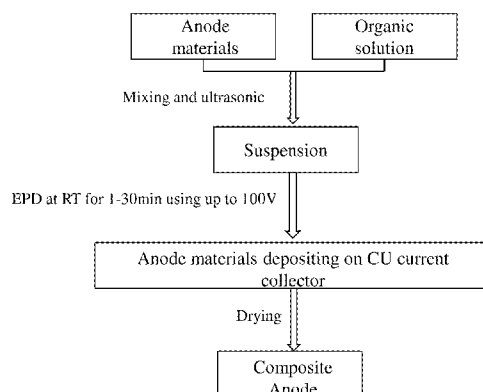 Anode
materials
Organic
solution
Mixing and ultrasonic
Suspension
EPD at RT for 1-30min using up to 100V
Anode materials depositing on CU current
collector
Drying
Composite
Anode